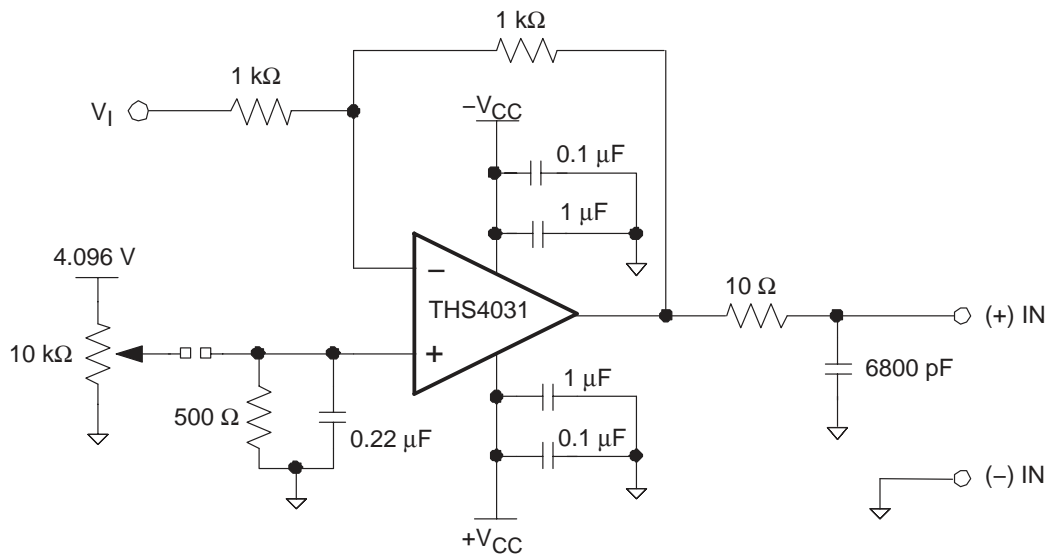 1 kΩ
1 kΩ
V_I
−V_CC
0.1 μF
1 μF
4.096 V
−
10 Ω
THS4031
(+) IN
10 kΩ
+
6800 pF
1 μF
500 Ω
0.22 μF
0.1 μF
(−) IN
+V_CC